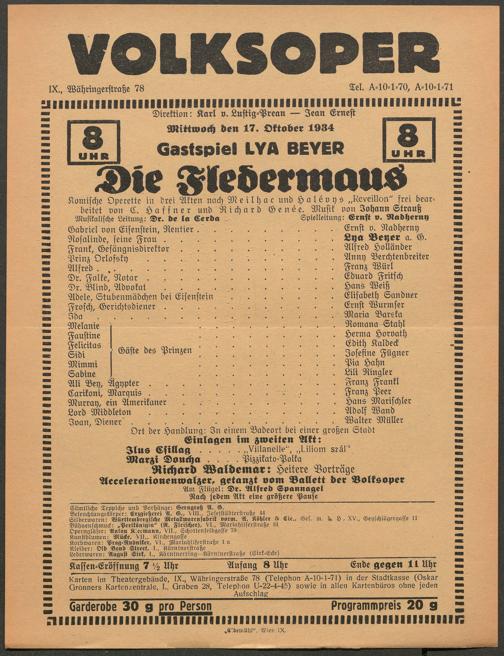 VOLKSOPER
IX., Währingerstraße 78 Tel. A-10-1-70, A-10-1-71
Direktion: Karl v. Lustig-Prean — Jean Ernest
8 UHR
Mittwoch den 17. Oktober 1934
8 UHR
Gastspiel LYA BEYER
Die Fledermaus
Komische Operette in drei Akten nach Meilhac und Halévys „Reveillon“ frei bear-
beitet von C. Haffner und Richard Genée. Musik von Johann Strauß
Musikalische Leitung: Dr. de la Cerda Spielleitung: Ernst v. Nadherny
Gabriel von Eisenstein, Rentier Ernst v. Nadherny
Rosalinde, seine Frau Lya Beyer a. G.
Frank, Gefängnisdirektor Alfred Holländer
Prinz Orlofsky Anny Berchtenbreiter
Alfred Franz Würl
Dr. Falke, Notar Eduard Fritsch
Dr. Blind, Advokat Hans Weiß
Adele, Stubenmädchen bei Eisenstein Elisabeth Sandner
Frosch, Gerichtsdiener Ernst Wurmser
Ida Maria Vareka
Melanie Romana Stahl
Faustine Herma Horvath
Felicitas Edith Kaldeck
Sidi Gäste des Prinzen Josefine Fügner
Mimmi Pia Hahn
Sabine Lili Ringler
Ali Bey, Ägypter Franz Frankl
Carikoni, Marquis Franz Peer
Murray, ein Amerikaner Hans Marischler
Lord Middleton Adolf Wand
Ivan, Diener Walter Müller
Ort der Handlung: In einem Badeort bei einer großen Stadt
Einlagen im zweiten Akt:
Ilus Csillag „Villanelle“, „Liliom szál“
Marzi Doucha Pizzikato-Polka
Richard Waldemar: Heitere Vorträge
Accelerationenwalzer, getanzt vom Ballett der Volksoper
Am Flügel: Dr. Alfred Spannagel
Nach jedem Akt eine größere Pause
Kassen-Eröffnung 7 ½ Uhr Anfang 8 Uhr Ende gegen 11 Uhr
Karten im Theatergebäude, IX., Währingerstraße 78 (Telephon A-10-1-71) in der Stadtkasse (Oskar
Gronners Kartenzentrale, I., Graben 28, Telephon U-22-4-45) sowie in allen Kartenbüros ohne jeden
Aufschlag
Garderobe 30 g pro Person Programmpreis 20 g